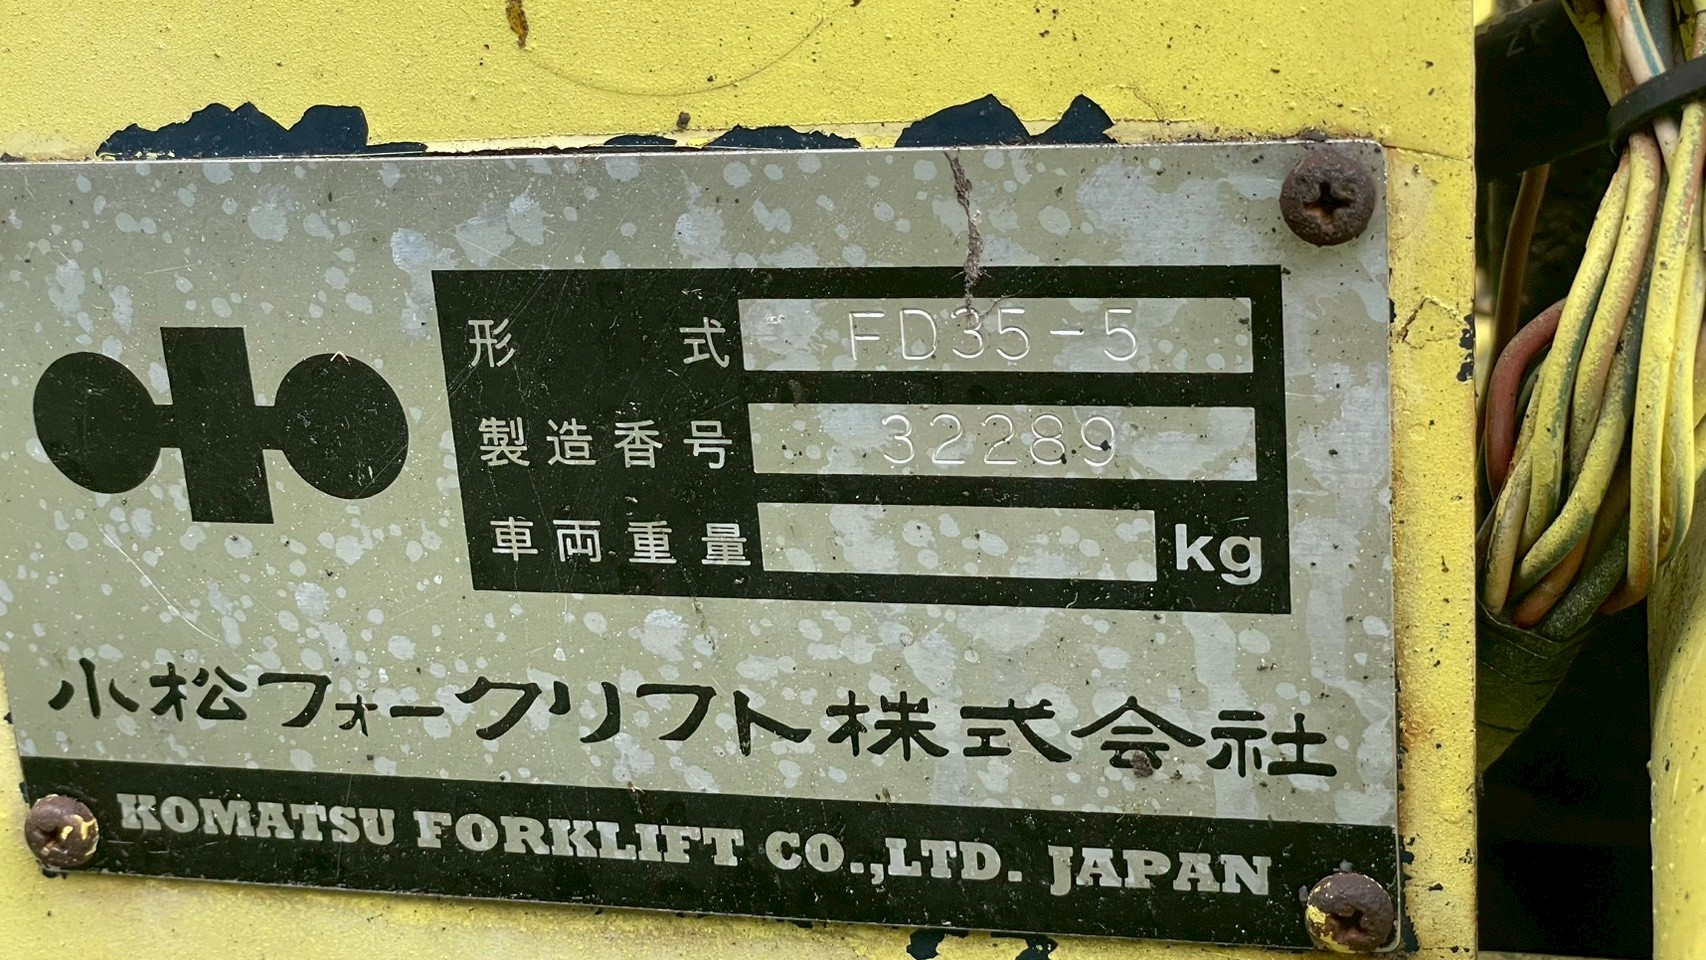 形式 FD35-5
製造番号 32289
車両重量 kg
小松フォークリフト株式会社
KOMATSU FORKLIFT CO.,LTD. JAPAN